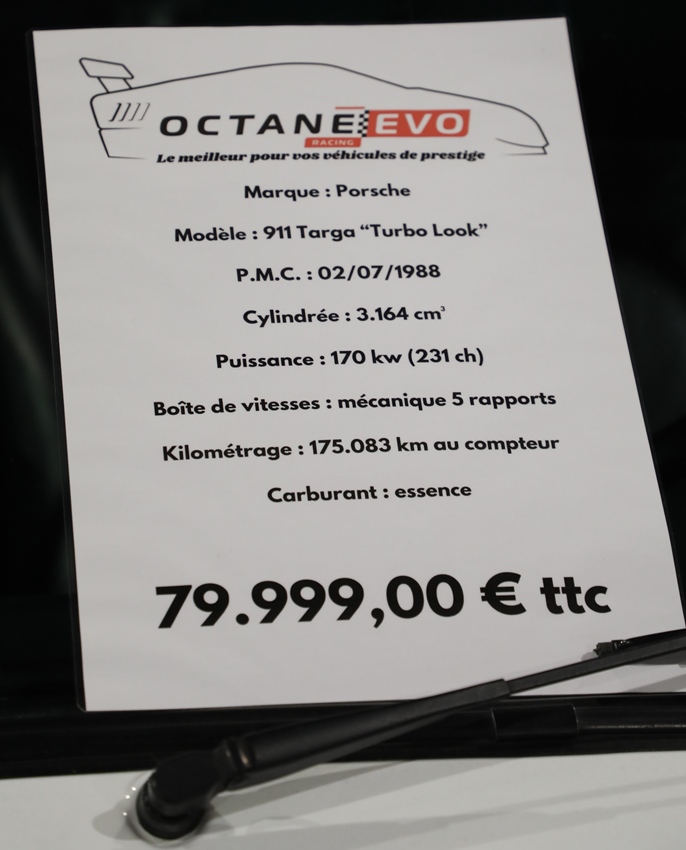 OCTANE EVO
RACING
Le meilleur pour vos véhicules de prestige
Marque : Porsche
Modèle : 911 Targa “Turbo Look”
P.M.C. : 02/07/1988
Cylindrée : 3.164 cm³
Puissance : 170 kw (231 ch)
Boîte de vitesses : mécanique 5 rapports
Kilométrage : 175.083 km au compteur
Carburant : essence
79.999,00 € ttc